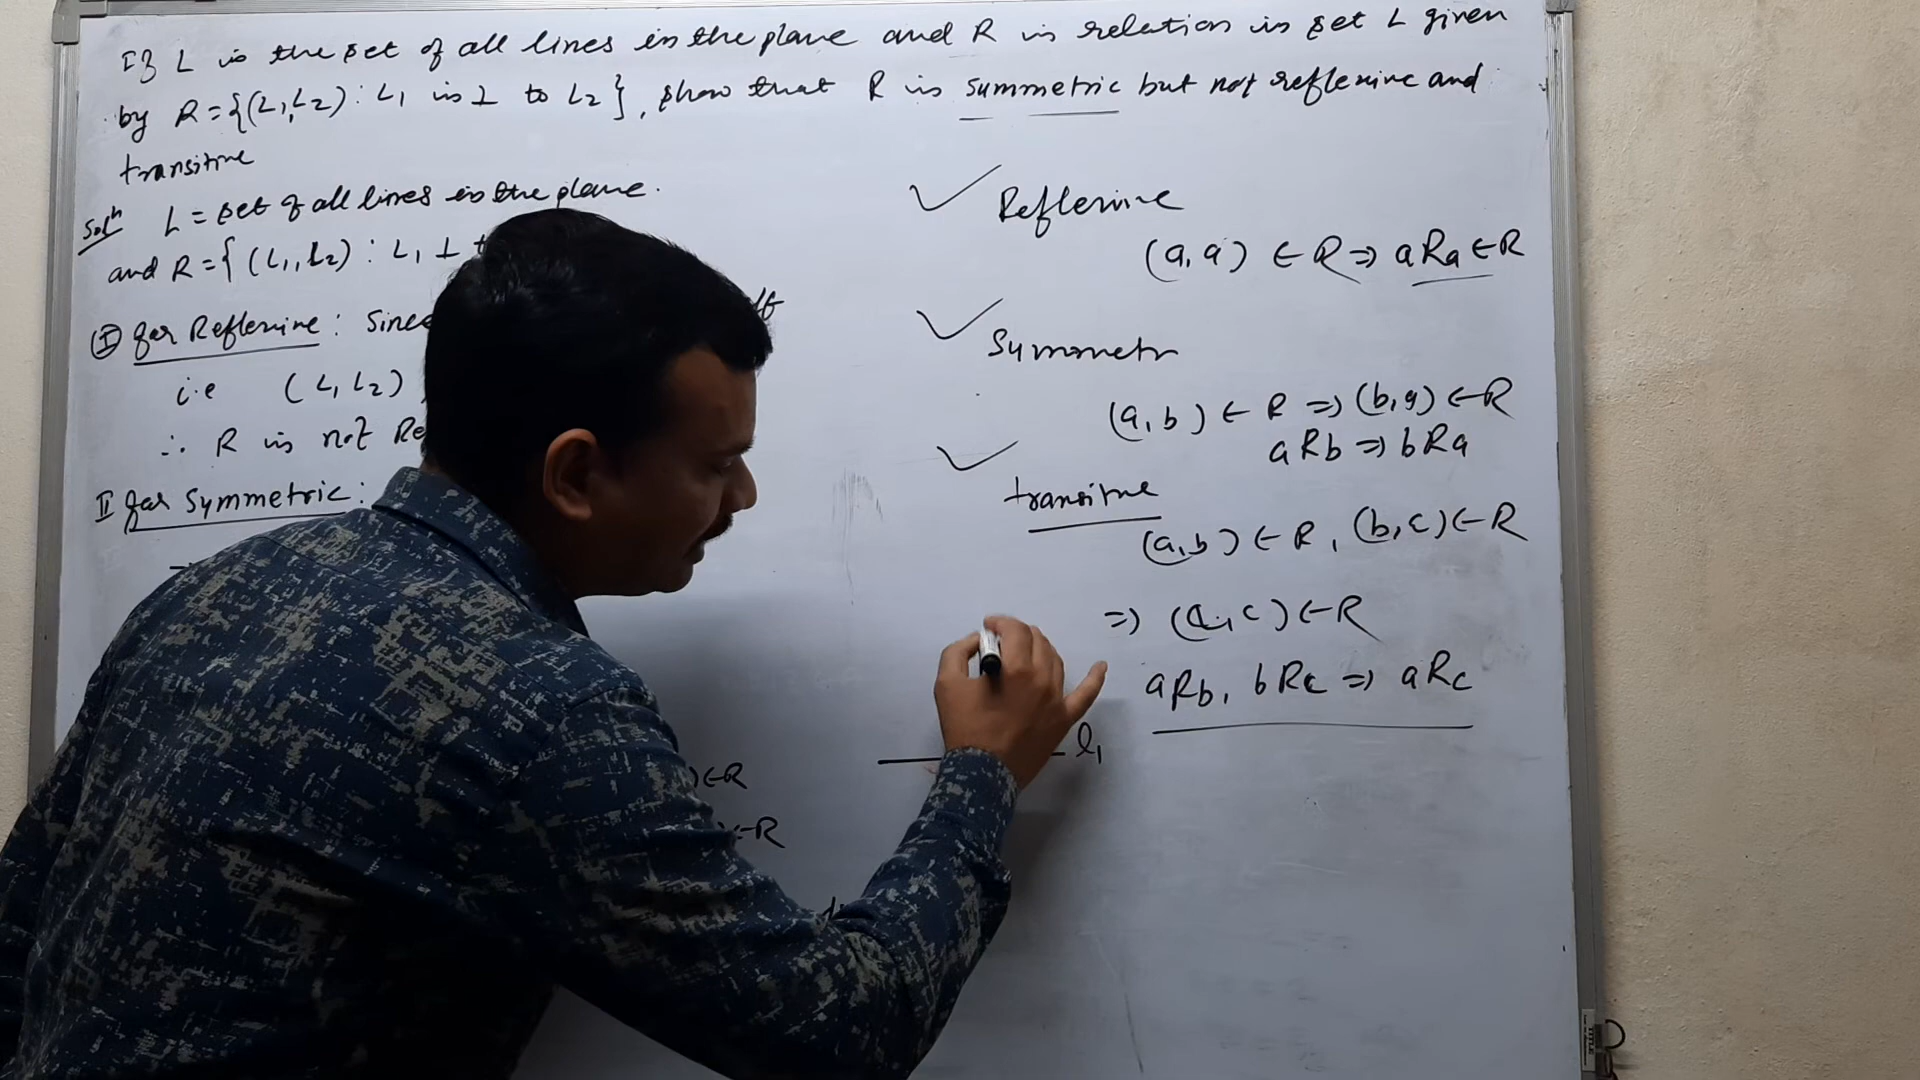 If L is the set of all lines in the plane and R is relation in set L given
by R = {(L₁,L₂) : L₁ is ⊥ to L₂}, show that R is symmetric but not reflexive and
transitive
Solⁿ L = set of all lines in the plane.
and R = { (L₁, L₂) : L₁ ⊥
I for Reflexive : Since
i.e (L₁ L₂)
∴ R is not Re
II for Symmetric :
) ∈ R
∈ R
Reflexive
(a, a) ∈ R ⇒ aRa ∈ R
Symmetr
(a, b) ∈ R ⇒ (b, a) ∈ R
aRb ⇒ bRa
transitive
(a,b) ∈ R, (b,c) ∈ R
⇒ (a, c) ∈ R
aRb, bRc ⇒ aRc
l₁